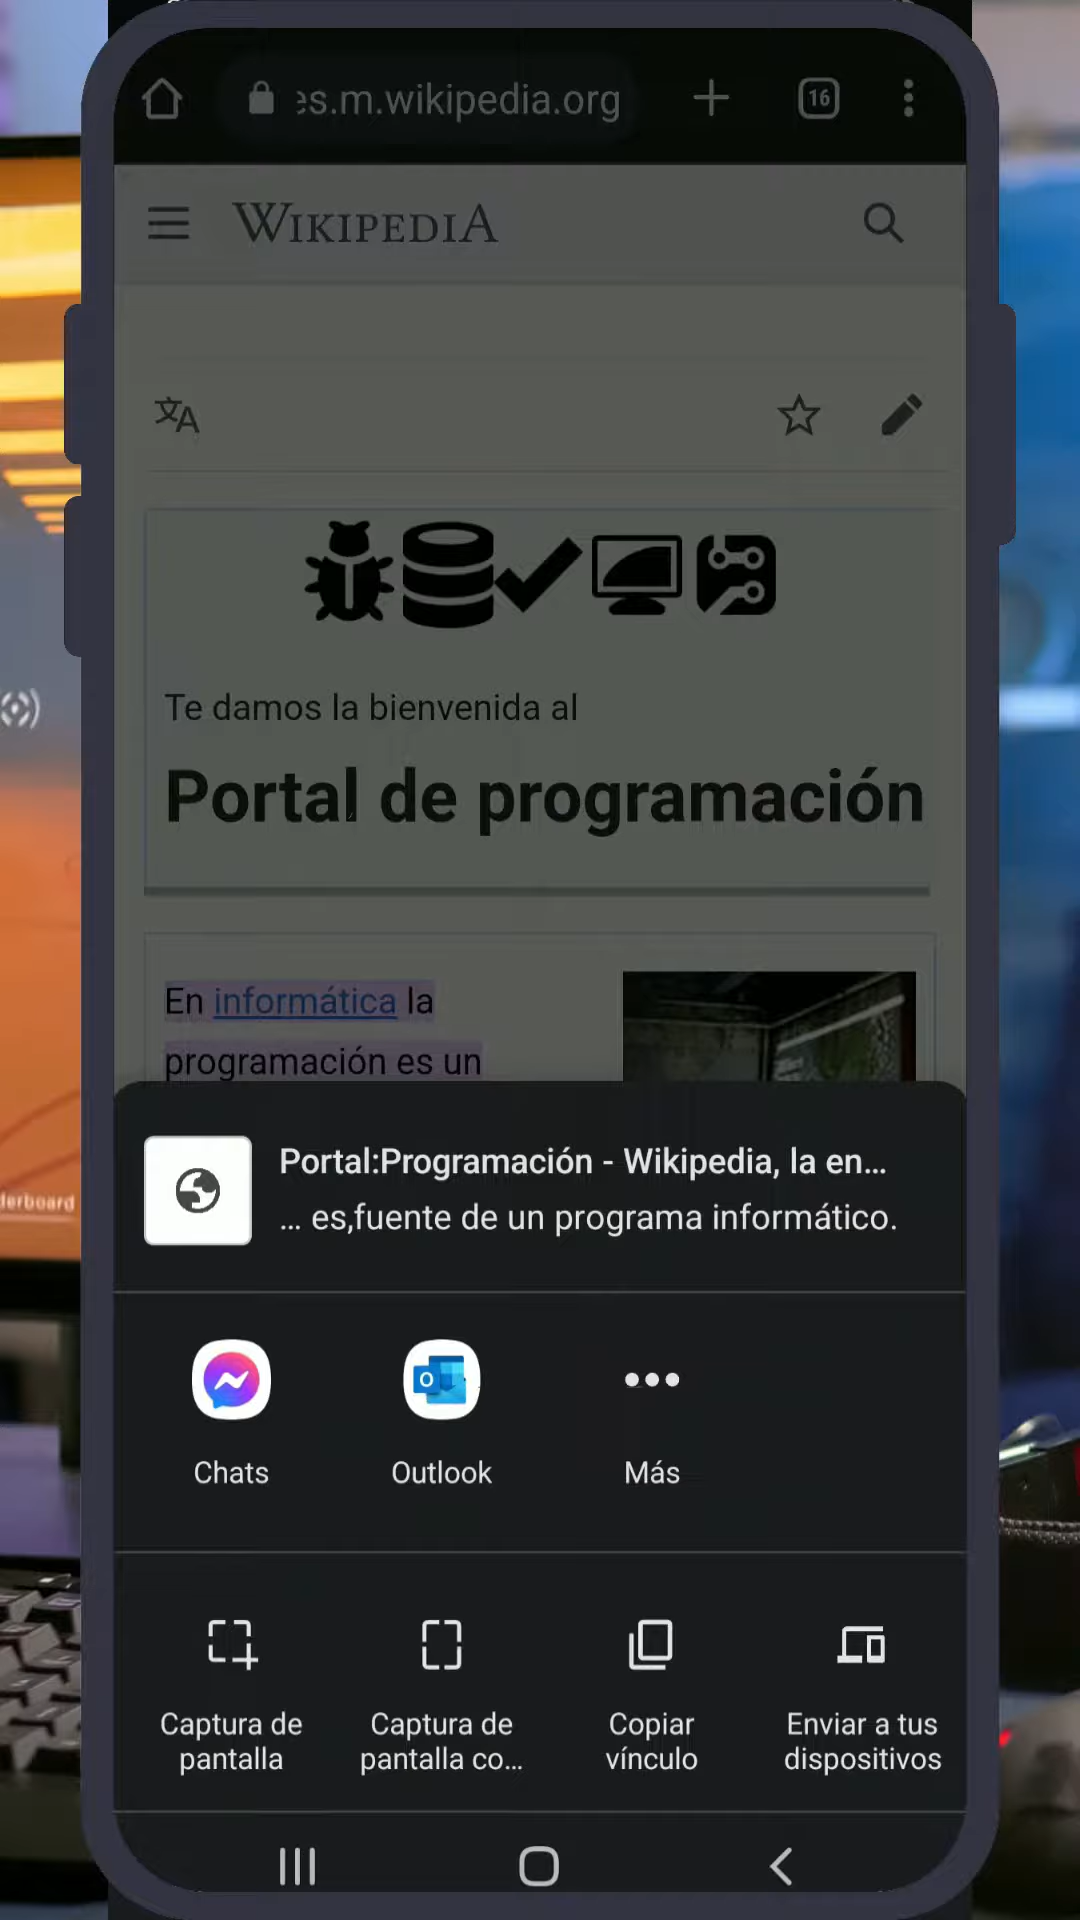 es.m.wikipedia.org
16
WIKIPEDIA
Te damos la bienvenida al
Portal de programación
En informática la
programación es un
Portal:Programación - Wikipedia, la en...
... es,fuente de un programa informático.
Chats
Outlook
Más
Captura de
pantalla
Captura de
pantalla co...
Copiar
vínculo
Enviar a tus
dispositivos
derboard